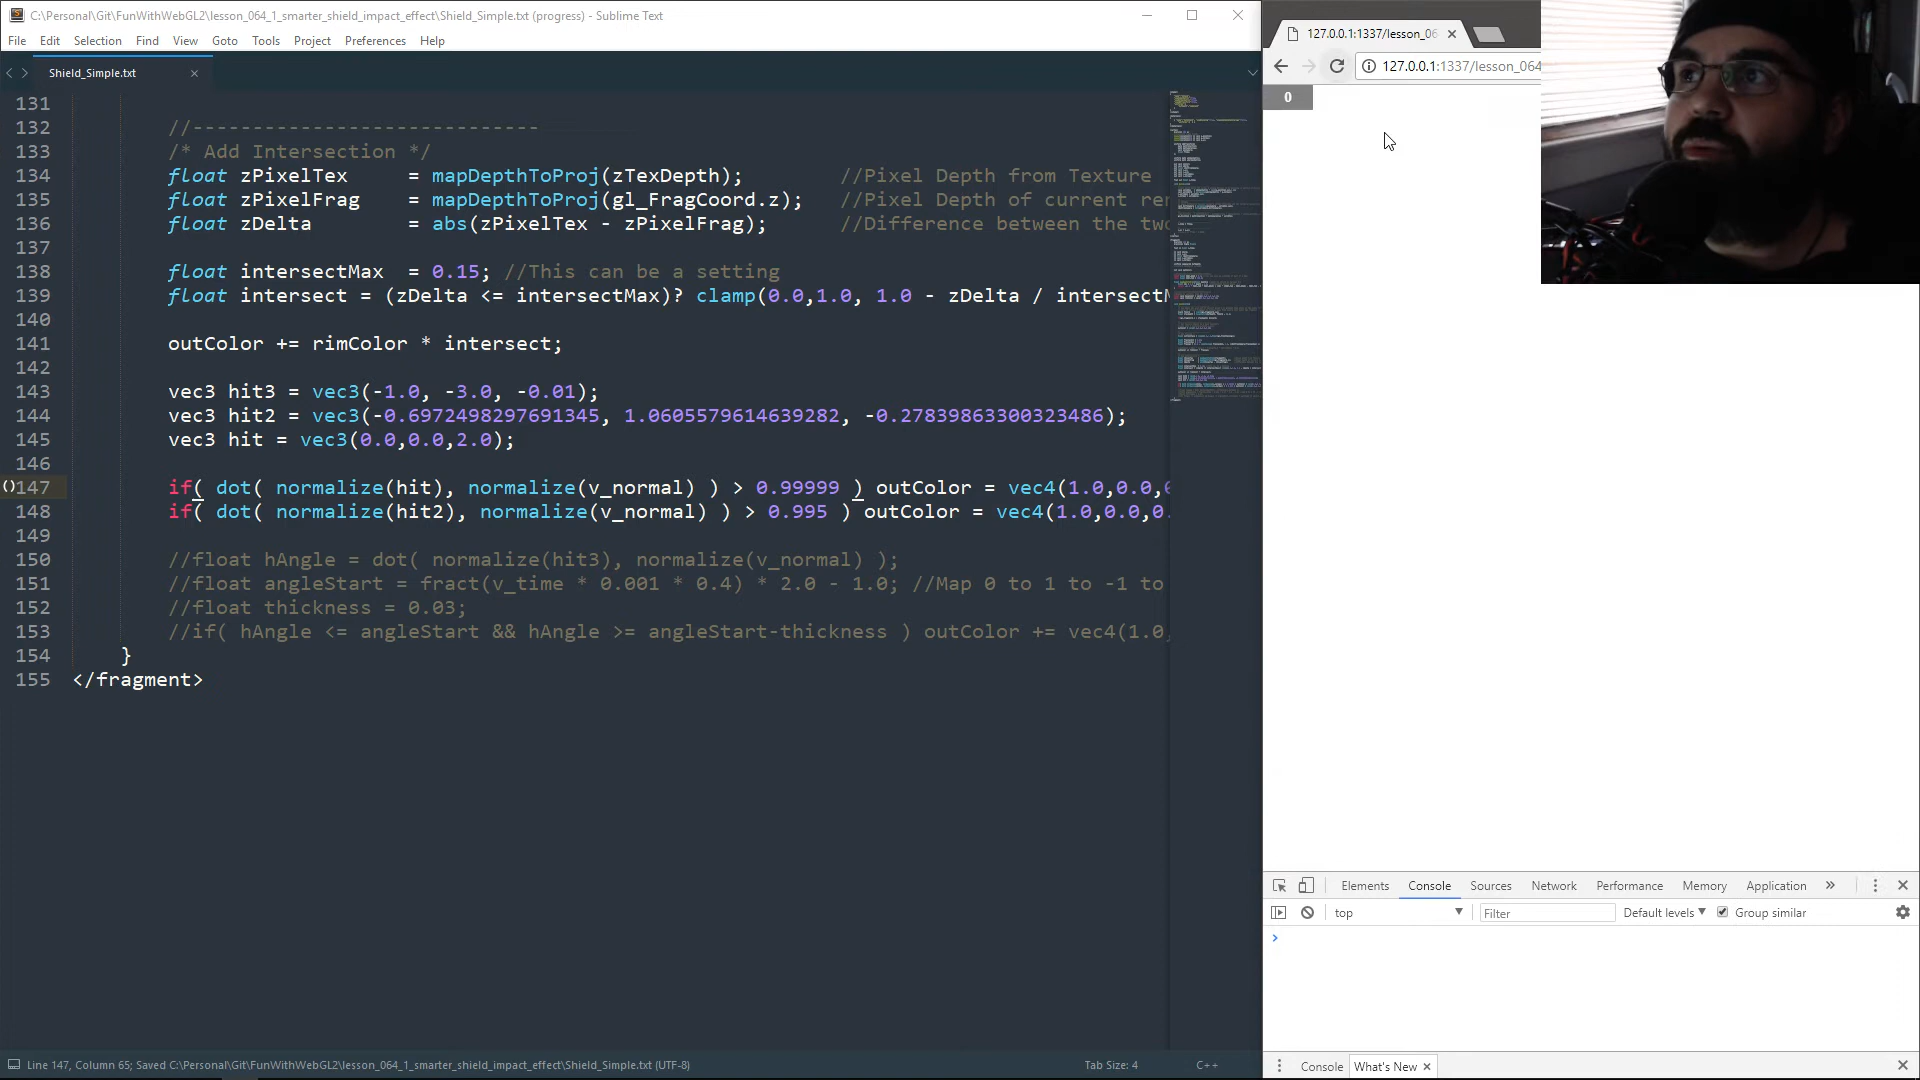 C:\Personal\Git\FunWithWebGL2\lesson_064_1_smarter_shield_impact_effect\Shield_Simple.txt (progress) - Sublime Text
File Edit Selection Find View Goto Tools Project Preferences Help
Shield_Simple.txt
131
132 //-----------------------------
133 /* Add Intersection */
134 float zPixelTex = mapDepthToProj(zTexDepth); //Pixel Depth from Texture
135 float zPixelFrag = mapDepthToProj(gl_FragCoord.z); //Pixel Depth of current ren
136 float zDelta = abs(zPixelTex - zPixelFrag); //Difference between the two
137
138 float intersectMax = 0.15; //This can be a setting
139 float intersect = (zDelta <= intersectMax)? clamp(0.0,1.0, 1.0 - zDelta / intersectM
140
141 outColor += rimColor * intersect;
142
143 vec3 hit3 = vec3(-1.0, -3.0, -0.01);
144 vec3 hit2 = vec3(-0.6972498297691345, 1.0605579614639282, -0.27839863300323486);
145 vec3 hit = vec3(0.0,0.0,2.0);
146
147 if( dot( normalize(hit), normalize(v_normal) ) > 0.99999 ) outColor = vec4(1.0,0.0,0
148 if( dot( normalize(hit2), normalize(v_normal) ) > 0.995 ) outColor = vec4(1.0,0.0,0.
149
150 //float hAngle = dot( normalize(hit3), normalize(v_normal) );
151 //float angleStart = fract(v_time * 0.001 * 0.4) * 2.0 - 1.0; //Map 0 to 1 to -1 to
152 //float thickness = 0.03;
153 //if( hAngle <= angleStart && hAngle >= angleStart-thickness ) outColor += vec4(1.0,
154 }
155 </fragment>
Line 147, Column 65; Saved C:\Personal\Git\FunWithWebGL2\lesson_064_1_smarter_shield_impact_effect\Shield_Simple.txt (UTF-8)
Tab Size: 4
C++
127.0.0.1:1337/lesson_06
127.0.0.1:1337/lesson_064
0
Elements Console Sources Network Performance Memory Application
top Filter Default levels Group similar
Console What's New